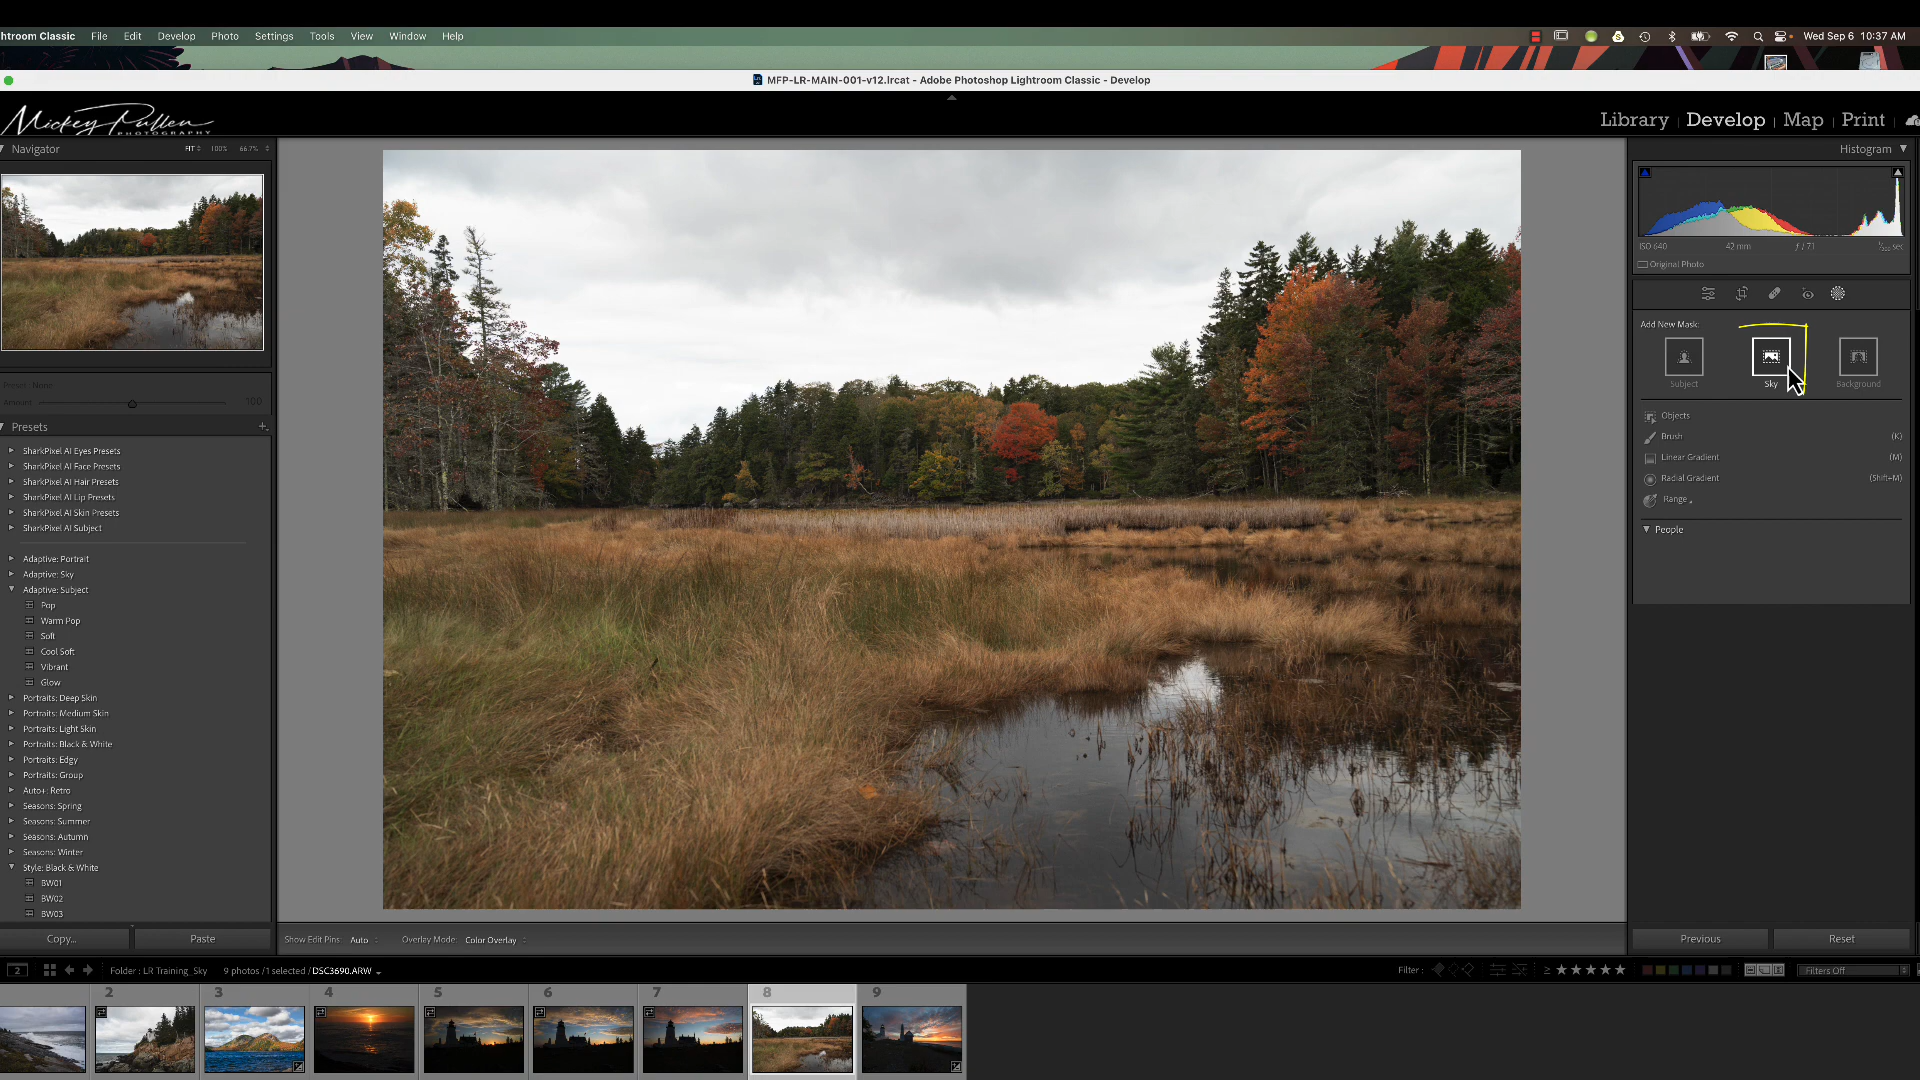 htroom Classic File Edit Develop Photo Settings Tools View Window Help Wed Sep 6 10:37 AM
MFP-LR-MAIN-001-v12.lrcat - Adobe Photoshop Lightroom Classic - Develop
Mickey Pullen
PHOTOGRAPHY
Library Develop Map Print
Navigator FIT 100% 66.7%
Histogram
ISO 640 42 mm
Original Photo
Add New Mask:
Subject Sky Background
Objects
Brush (K)
Linear Gradient (M)
Radial Gradient (Shift+M)
Range
People
Preset: None
Amount 100
Presets
SharkPixel AI Eyes Presets
SharkPixel AI Face Presets
SharkPixel AI Hair Presets
SharkPixel AI Lip Presets
SharkPixel AI Skin Presets
SharkPixel AI Subject
Adaptive: Portrait
Adaptive: Sky
Adaptive: Subject
Pop
Warm Pop
Soft
Cool Soft
Vibrant
Glow
Portraits: Deep Skin
Portraits: Medium Skin
Portraits: Light Skin
Portraits: Black & White
Portraits: Edgy
Portraits: Group
Auto+: Retro
Seasons: Spring
Seasons: Summer
Seasons: Autumn
Seasons: Winter
Style: Black & White
BW01
BW02
BW03
Copy... Paste
Show Edit Pins: Auto Overlay Mode: Color Overlay
Previous Reset
2 Folder : LR Training_Sky 9 photos /1 selected /DSC3690.ARW Filter : Filters Off
2 3 4 5 6 7 8 9